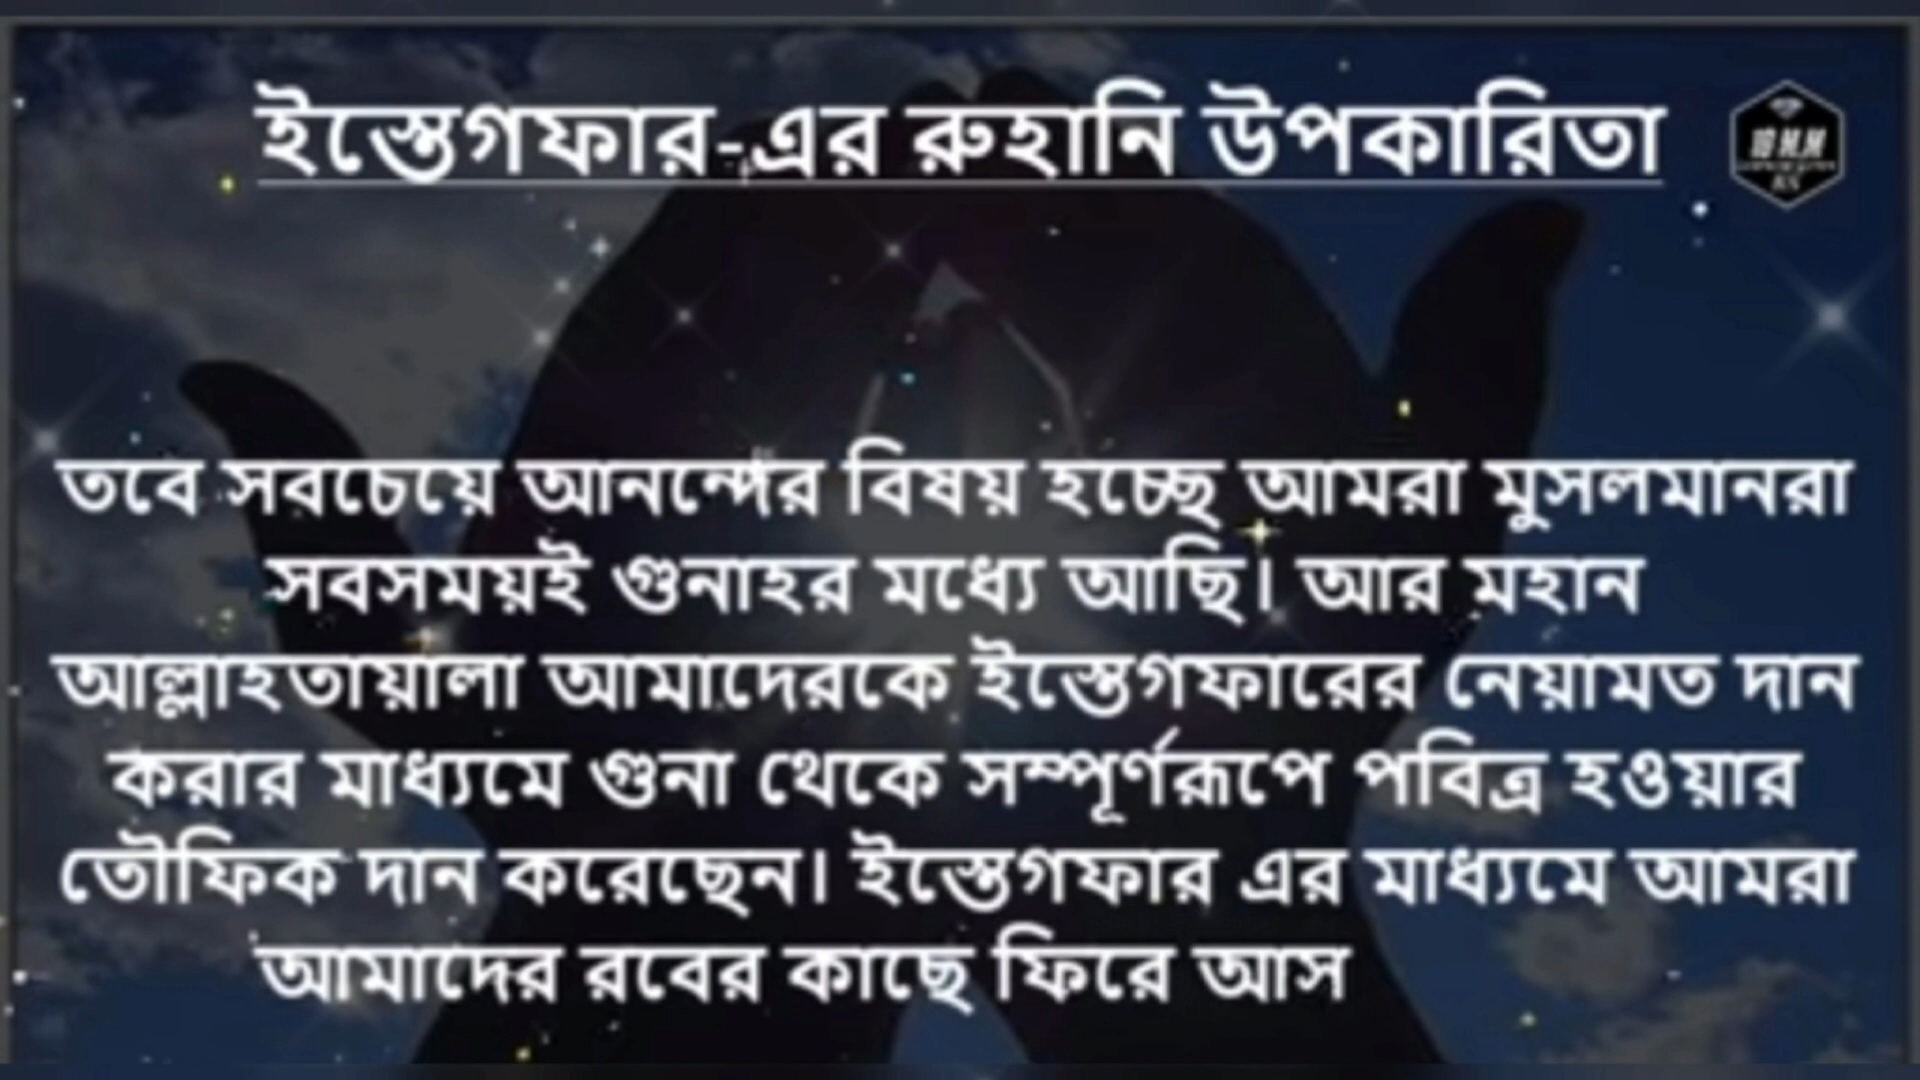 ইস্তেগফার-এর রুহানি উপকারিতা
তবে সবচেয়ে আনন্দের বিষয় হচ্ছে আমরা মুসলমানরা
সবসময়ই গুনাহর মধ্যে আছি। আর মহান
আল্লাহতায়ালা আমাদেরকে ইস্তেগফারের নেয়ামত দান
করার মাধ্যমে গুনা থেকে সম্পূর্ণরূপে পবিত্র হওয়ার
তৌফিক দান করেছেন। ইস্তেগফার এর মাধ্যমে আমরা
আমাদের রবের কাছে ফিরে আস